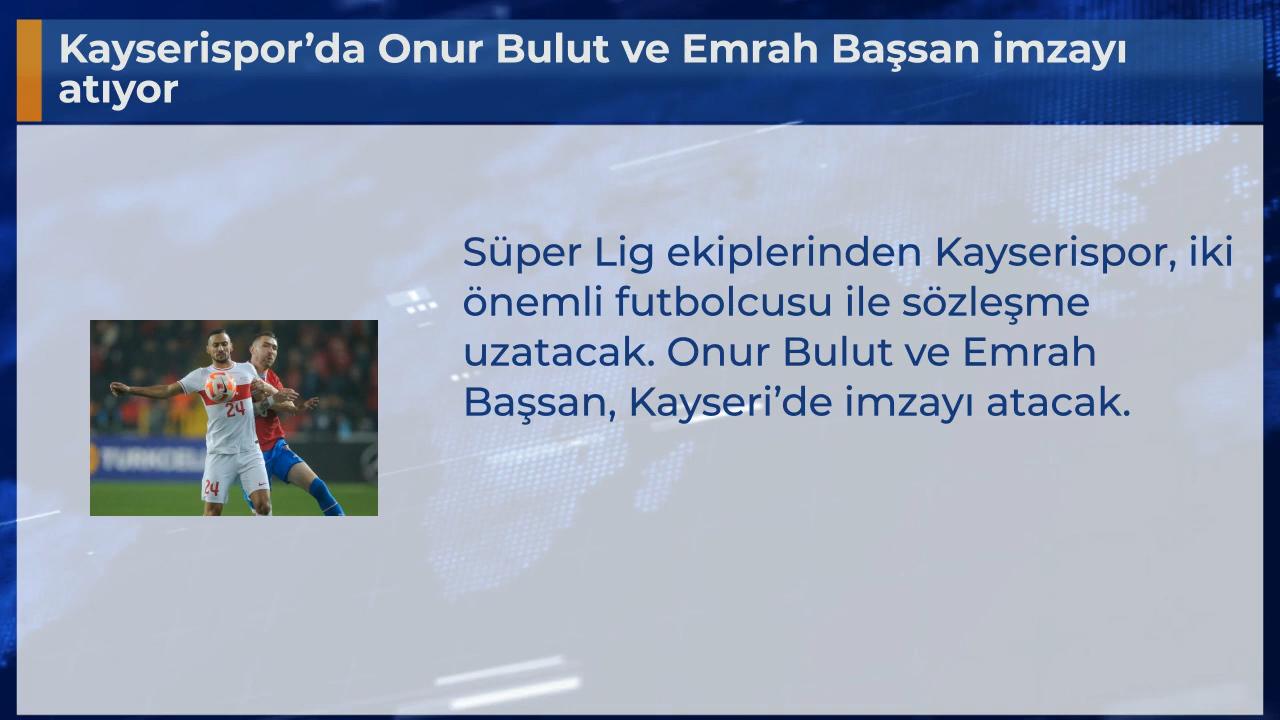 Kayserispor’da Onur Bulut ve Emrah Başsan imzayı
atıyor
Süper Lig ekiplerinden Kayserispor, iki
önemli futbolcusu ile sözleşme
uzatacak. Onur Bulut ve Emrah
Başsan, Kayseri’de imzayı atacak.
24
24